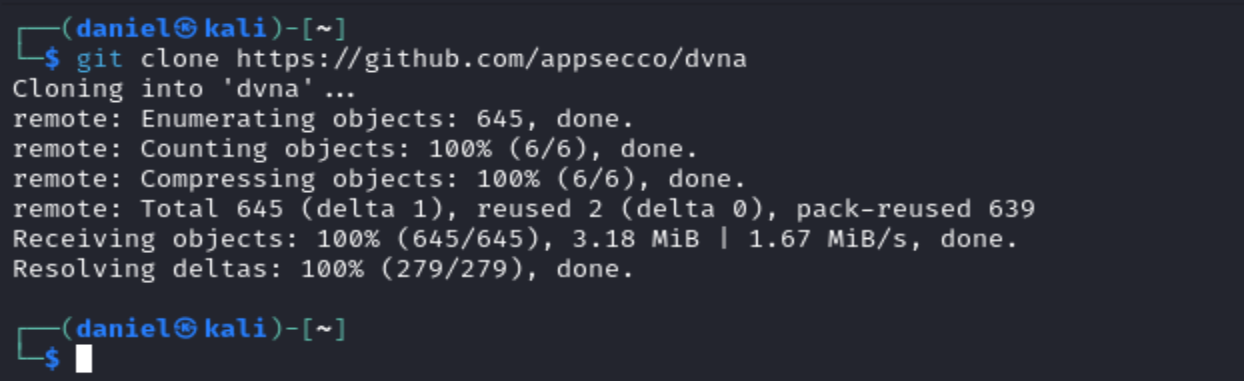 ┌──(daniel㉿kali)-[~]
└─$ git clone https://github.com/appsecco/dvna
Cloning into 'dvna'...
remote: Enumerating objects: 645, done.
remote: Counting objects: 100% (6/6), done.
remote: Compressing objects: 100% (6/6), done.
remote: Total 645 (delta 1), reused 2 (delta 0), pack-reused 639
Receiving objects: 100% (645/645), 3.18 MiB | 1.67 MiB/s, done.
Resolving deltas: 100% (279/279), done.
┌──(daniel㉿kali)-[~]
└─$